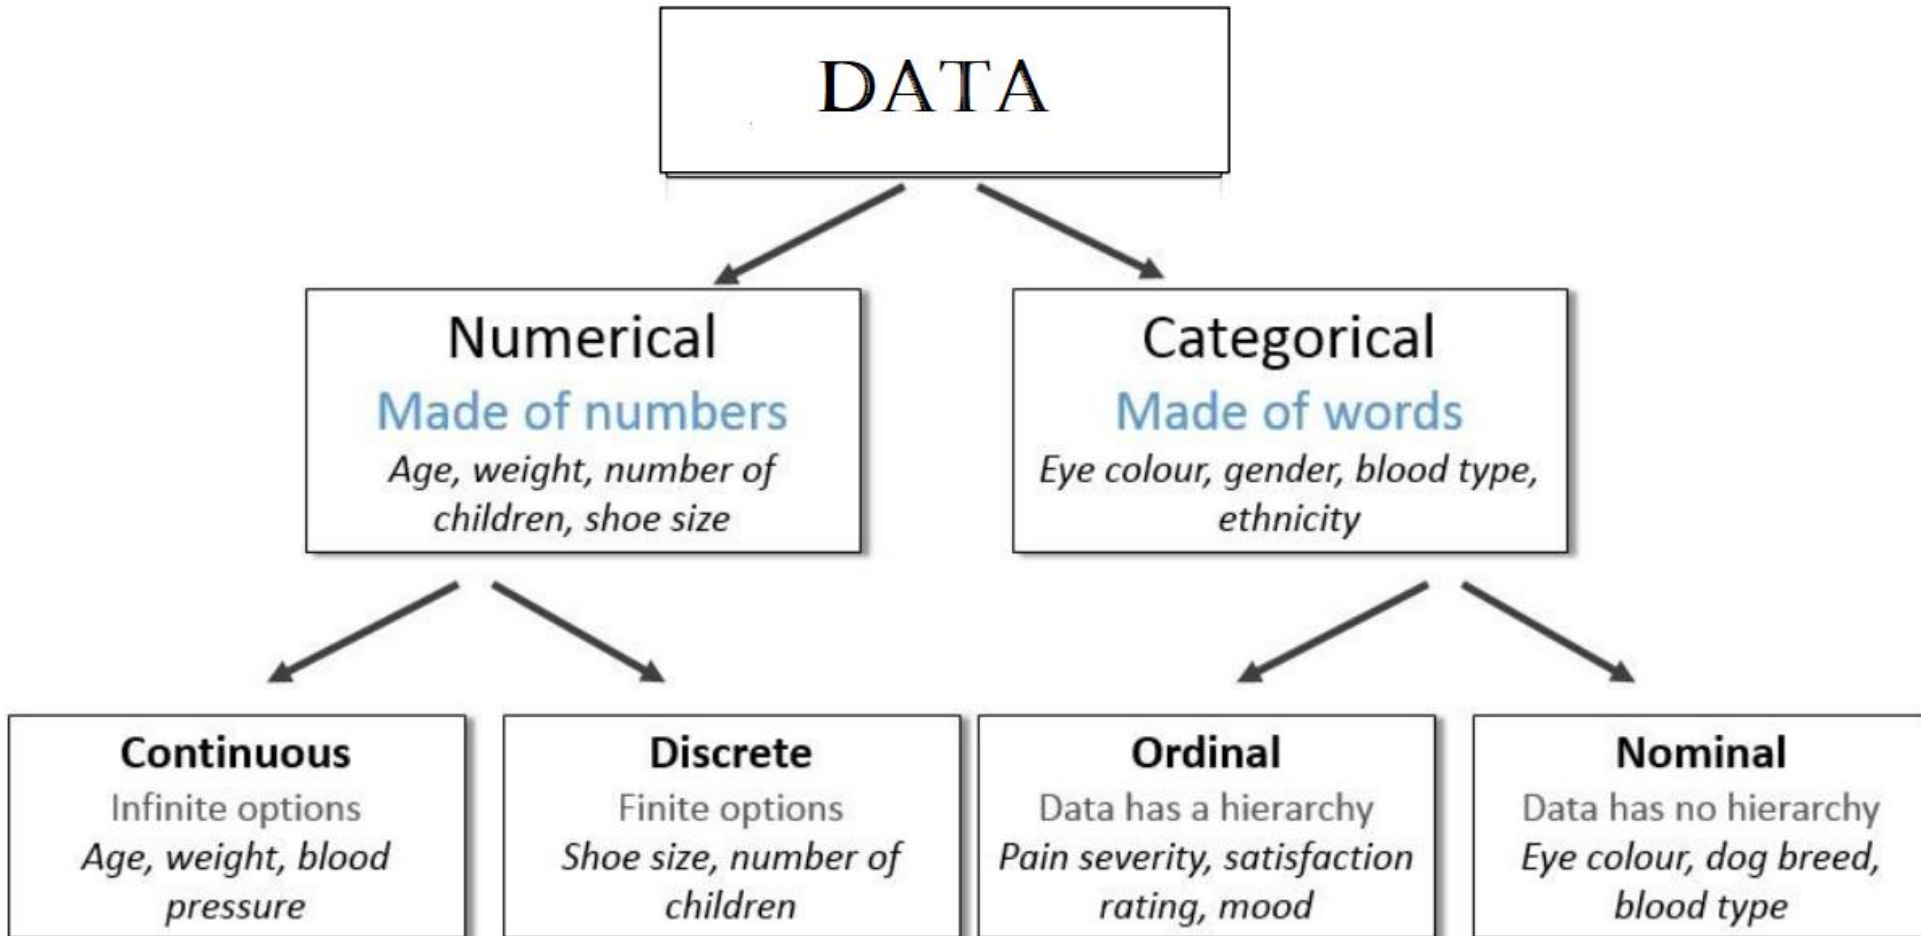 DATA
Numerical
Made of numbers
Age, weight, number of
children, shoe size
Categorical
Made of words
Eye colour, gender, blood type,
ethnicity
Continuous
Infinite options
Age, weight, blood
pressure
Discrete
Finite options
Shoe size, number of
children
Ordinal
Data has a hierarchy
Pain severity, satisfaction
rating, mood
Nominal
Data has no hierarchy
Eye colour, dog breed,
blood type